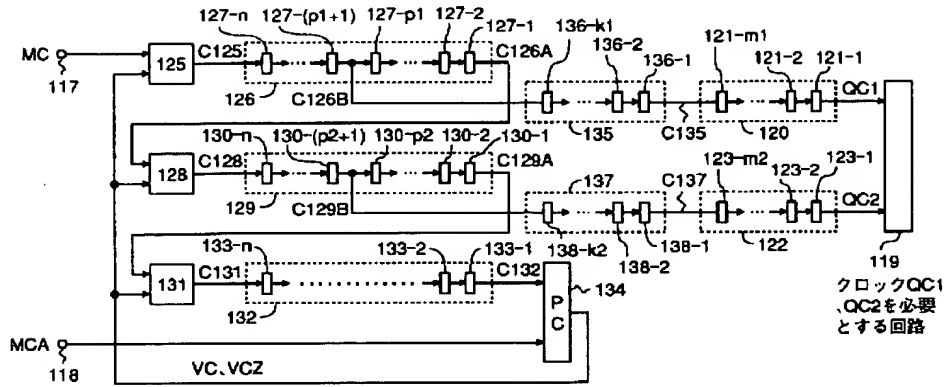 127-n 127-(p1+1) 127-p1 127-2 127-1
MC 117 125 C125 C126A
126 C126B
136-k1 136-2 136-1 121-m1 121-2 121-1 QC1
135 C135 120
130-n 130-(p2+1) 130-p2 130-2 130-1
128 C128 C129A
129 C129B
137 C137 123-m2 123-2 123-1 QC2
138-k2 138-2 138-1 122
133-n 133-2 133-1
131 C131 C132 134
132
PC
119
クロックQC1
、QC2を必要
とする回路
MCA 118
VC、VCZ